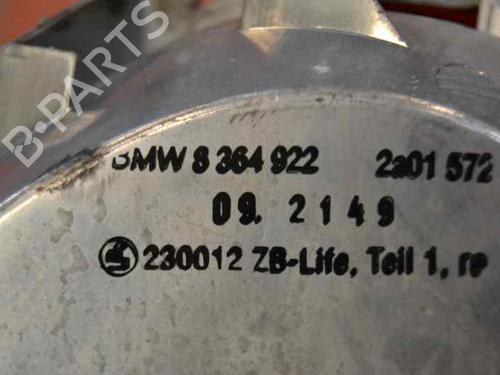 B-PARTS
BMW 8 364 922 2a01 572
09. 2149
230012 ZB-Life, Teil 1, re